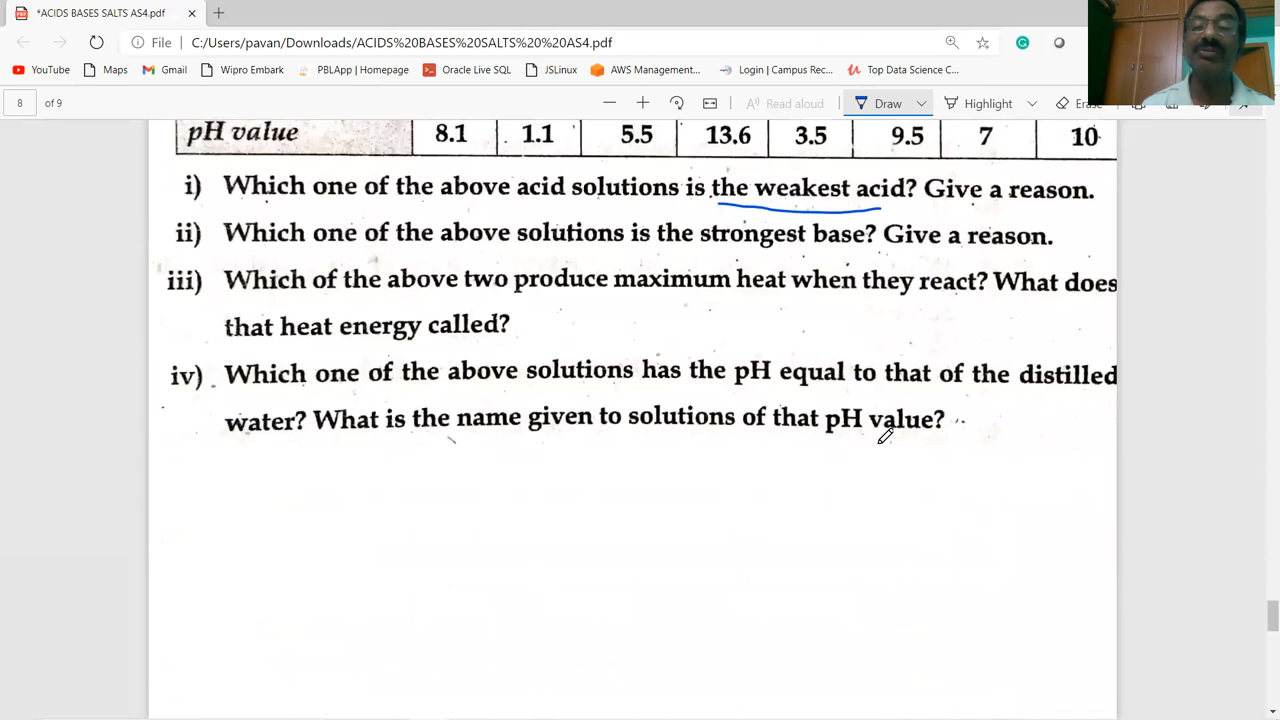 *ACIDS BASES SALTS AS4.pdf
File C:/Users/pavan/Downloads/ACIDS%20BASES%20SALTS%20%20AS4.pdf
YouTube Maps Gmail Wipro Embark PBLApp | Homepage Oracle Live SQL JSLinux AWS Management... Login | Campus Rec... Top Data Science C...
8 of 9 Read aloud Draw Highlight Erase
pH value 8.1 1.1 5.5 13.6 3.5 9.5 7 10
i) Which one of the above acid solutions is the weakest acid? Give a reason.
ii) Which one of the above solutions is the strongest base? Give a reason.
iii) Which of the above two produce maximum heat when they react? What does
that heat energy called?
iv) Which one of the above solutions has the pH equal to that of the distilled
water? What is the name given to solutions of that pH value?